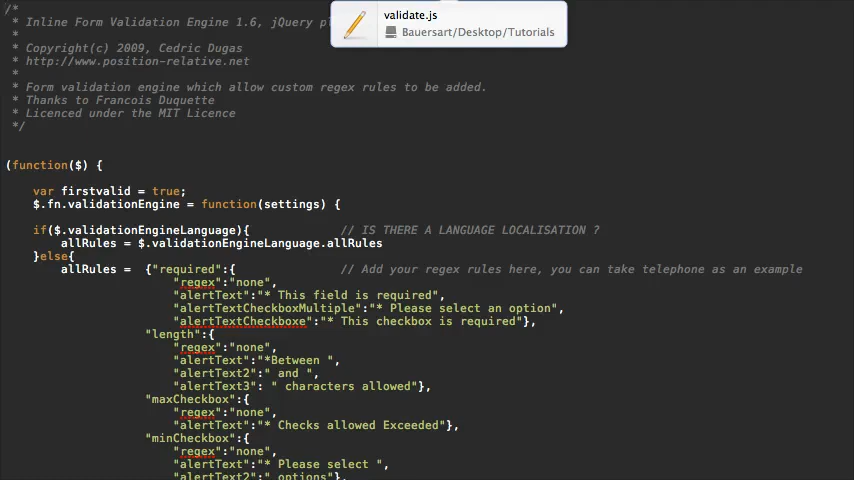 /*
* Inline Form Validation Engine 1.6, jQuery pl
validate.js
Bauersart/Desktop/Tutorials
*
* Copyright(c) 2009, Cedric Dugas
* http://www.position-relative.net
*
* Form validation engine which allow custom regex rules to be added.
* Thanks to Francois Duquette
* Licenced under the MIT Licence
*/
(function($) {
var firstvalid = true;
$.fn.validationEngine = function(settings) {
if($.validationEngineLanguage){ // IS THERE A LANGUAGE LOCALISATION ?
allRules = $.validationEngineLanguage.allRules
}else{
allRules = {"required":{ // Add your regex rules here, you can take telephone as an example
"regex":"none",
"alertText":"* This field is required",
"alertTextCheckboxMultiple":"* Please select an option",
"alertTextCheckboxe":"* This checkbox is required"},
"length":{
"regex":"none",
"alertText":"*Between ",
"alertText2":" and ",
"alertText3": " characters allowed"},
"maxCheckbox":{
"regex":"none",
"alertText":"* Checks allowed Exceeded"},
"minCheckbox":{
"regex":"none",
"alertText":"* Please select ",
"alertText2":" options"},